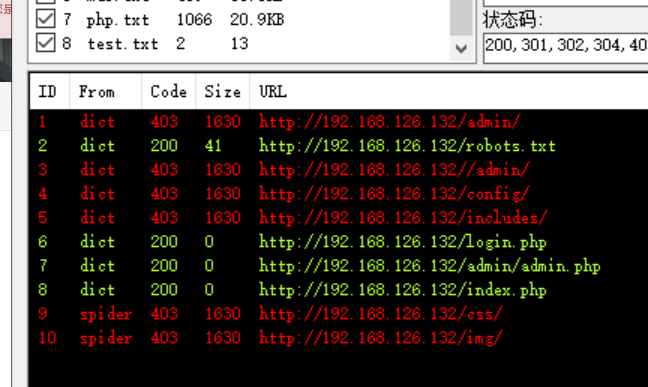 7 php.txt 1066 20.9KB
8 test.txt 2 13
状态码:
200,301,302,304,40
ID From Code Size URL
1 dict 403 1630 http://192.168.126.132/admin/
2 dict 200 41 http://192.168.126.132/robots.txt
3 dict 403 1630 http://192.168.126.132//admin/
4 dict 403 1630 http://192.168.126.132/config/
5 dict 403 1630 http://192.168.126.132/includes/
6 dict 200 0 http://192.168.126.132/login.php
7 dict 200 0 http://192.168.126.132/admin/admin.php
8 dict 200 0 http://192.168.126.132/index.php
9 spider 403 1630 http://192.168.126.132/css/
10 spider 403 1630 http://192.168.126.132/img/